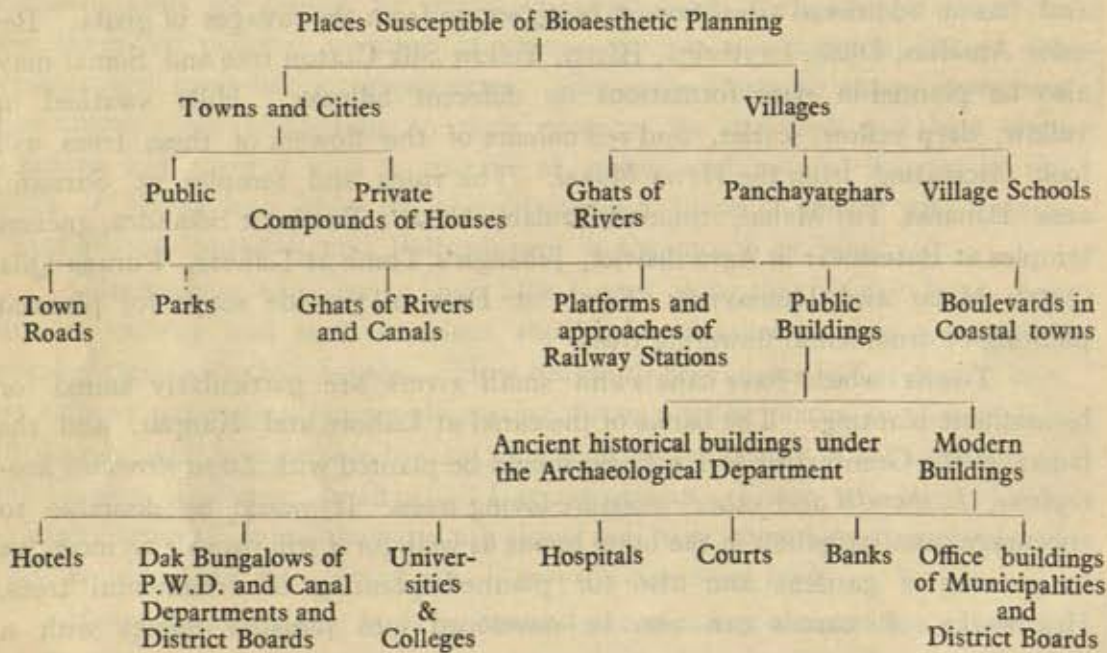 Places Susceptible of Bioaesthetic Planning
Towns and Cities
Villages
Public
Private
Compounds of Houses
Ghats of
Rivers
Panchayatghars
Village Schools
Town
Roads
Parks
Ghats of Rivers
and Canals
Platforms and
approaches of
Railway Stations
Public
Buildings
Boulevards in
Coastal towns
Ancient historical buildings under
the Archaeological Department
Modern
Buildings
Hotels
Dak Bungalows of
P.W.D. and Canal
Departments and
District Boards
Univer-
sities
&
Colleges
Hospitals
Courts
Banks
Office buildings
of Municipalities
and
District Boards